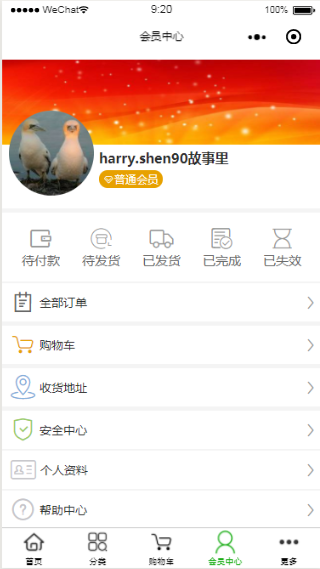 WeChat 9:20 100%
会员中心
harry.shen90故事里
普通会员
待付款 待发货 已发货 已完成 已失效
全部订单
购物车
收货地址
安全中心
个人资料
帮助中心
首页 分类 购物车 会员中心 更多